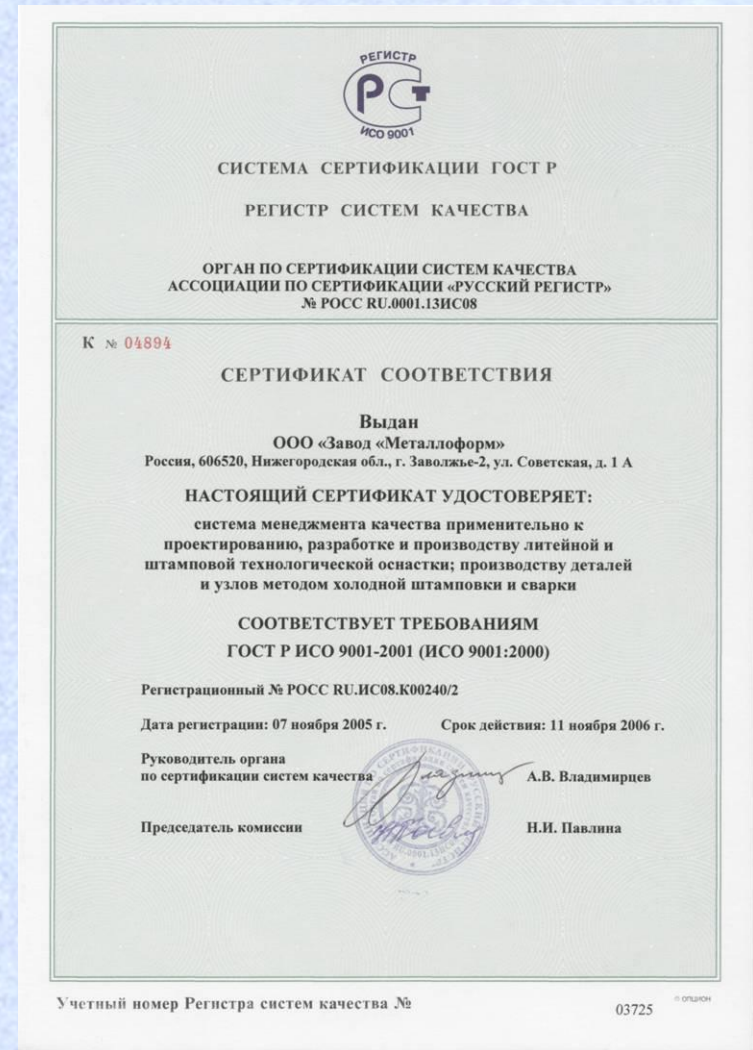 РЕГИСТР
РСТ
ИСО 9001
СИСТЕМА СЕРТИФИКАЦИИ ГОСТ Р
РЕГИСТР СИСТЕМ КАЧЕСТВА
ОРГАН ПО СЕРТИФИКАЦИИ СИСТЕМ КАЧЕСТВА
АССОЦИАЦИИ ПО СЕРТИФИКАЦИИ «РУССКИЙ РЕГИСТР»
№ РОСС RU.0001.13ИС08
К № 04894
СЕРТИФИКАТ СООТВЕТСТВИЯ
Выдан
ООО «Завод «Металлоформ»
Россия, 606520, Нижегородская обл., г. Заволжье-2, ул. Советская, д. 1 А
НАСТОЯЩИЙ СЕРТИФИКАТ УДОСТОВЕРЯЕТ:
система менеджмента качества применительно к
проектированию, разработке и производству литейной и
штамповой технологической оснастки; производству деталей
и узлов методом холодной штамповки и сварки
СООТВЕТСТВУЕТ ТРЕБОВАНИЯМ
ГОСТ Р ИСО 9001-2001 (ИСО 9001:2000)
Регистрационный № РОСС RU.ИС08.К00240/2
Дата регистрации: 07 ноября 2005 г. Срок действия: 11 ноября 2006 г.
Руководитель органа
по сертификации систем качества А.В. Владимирцев
Председатель комиссии Н.И. Павлина
Учетный номер Регистра систем качества № 03725
ОПЦИОН